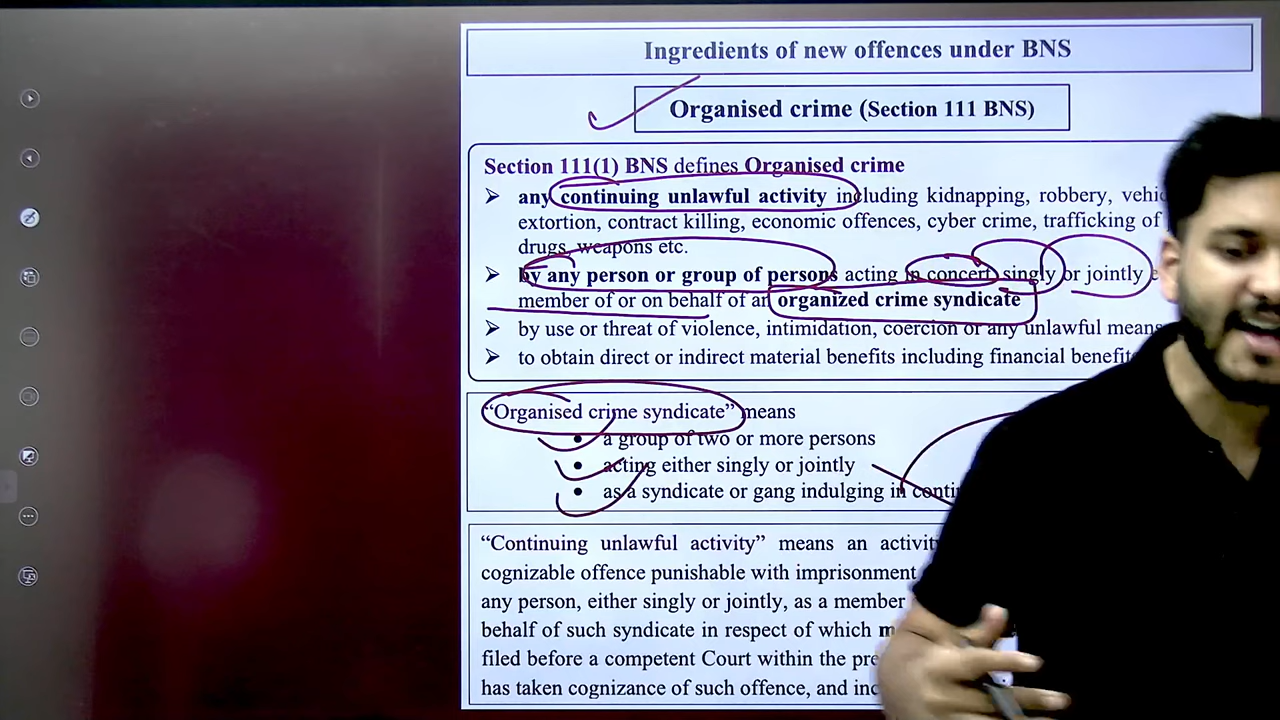 Ingredients of new offences under BNS
Organised crime (Section 111 BNS)
Section 111(1) BNS defines Organised crime
➢ any continuing unlawful activity including kidnapping, robbery,
extortion, contract killing, economic offences, cyber crime, trafficking of
drugs, weapons etc.
➢ by any person or group of persons acting in concert, singly or jointly
member of or on behalf of an organized crime syndicate
➢ by use or threat of violence, intimidation, coercion or any unlawful means
➢ to obtain direct or indirect material benefits including financial
“Organised crime syndicate” means
• a group of two or more persons
• acting either singly or jointly
• as a syndicate or gang indulging in
“Continuing unlawful activity” means an
cognizable offence punishable with imprisonment
any person, either singly or jointly, as a member
behalf of such syndicate in respect of which
filed before a competent Court within the
has taken cognizance of such offence, and